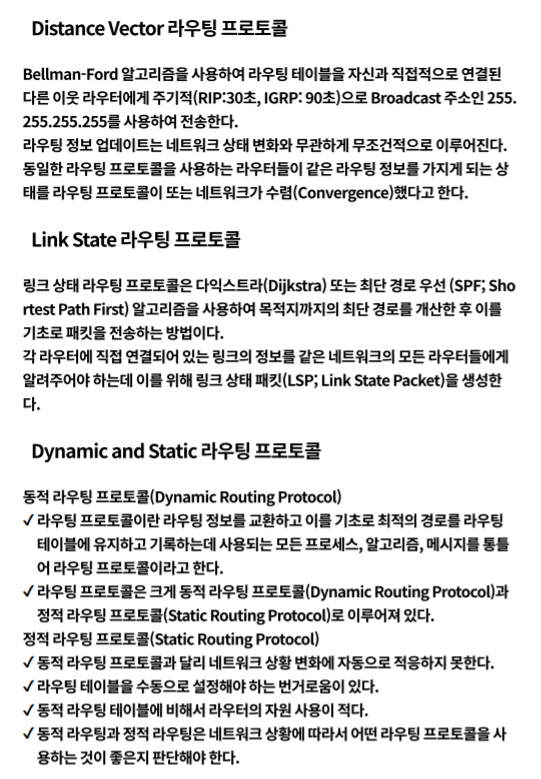 Distance Vector 라우팅 프로토콜
Bellman-Ford 알고리즘을 사용하여 라우팅 테이블을 자신과 직접적으로 연결된
다른 이웃 라우터에게 주기적(RIP:30초, IGRP: 90초)으로 Broadcast 주소인 255.
255.255.255를 사용하여 전송한다.
라우팅 정보 업데이트는 네트워크 상태 변화와 무관하게 무조건적으로 이루어진다.
동일한 라우팅 프로토콜을 사용하는 라우터들이 같은 라우팅 정보를 가지게 되는 상
태를 라우팅 프로토콜이 또는 네트워크가 수렴(Convergence)했다고 한다.
Link State 라우팅 프로토콜
링크 상태 라우팅 프로토콜은 다익스트라(Dijkstra) 또는 최단 경로 우선 (SPF; Sho
rtest Path First) 알고리즘을 사용하여 목적지까지의 최단 경로를 개산한 후 이를
기초로 패킷을 전송하는 방법이다.
각 라우터에 직접 연결되어 있는 링크의 정보를 같은 네트워크의 모든 라우터들에게
알려주어야 하는데 이를 위해 링크 상태 패킷(LSP; Link State Packet)을 생성한
다.
Dynamic and Static 라우팅 프로토콜
동적 라우팅 프로토콜(Dynamic Routing Protocol)
✓ 라우팅 프로토콜이란 라우팅 정보를 교환하고 이를 기초로 최적의 경로를 라우팅
테이블에 유지하고 기록하는데 사용되는 모든 프로세스, 알고리즘, 메시지를 통틀
어 라우팅 프로토콜이라고 한다.
✓ 라우팅 프로토콜은 크게 동적 라우팅 프로토콜(Dynamic Routing Protocol)과
정적 라우팅 프로토콜(Static Routing Protocol)로 이루어져 있다.
정적 라우팅 프로토콜(Static Routing Protocol)
✓ 동적 라우팅 프로토콜과 달리 네트워크 상황 변화에 자동으로 적응하지 못한다.
✓ 라우팅 테이블을 수동으로 설정해야 하는 번거로움이 있다.
✓ 동적 라우팅 테이블에 비해서 라우터의 자원 사용이 적다.
✓ 동적 라우팅과 정적 라우팅은 네트워크 상황에 따라서 어떤 라우팅 프로토콜을 사
용하는 것이 좋은지 판단해야 한다.